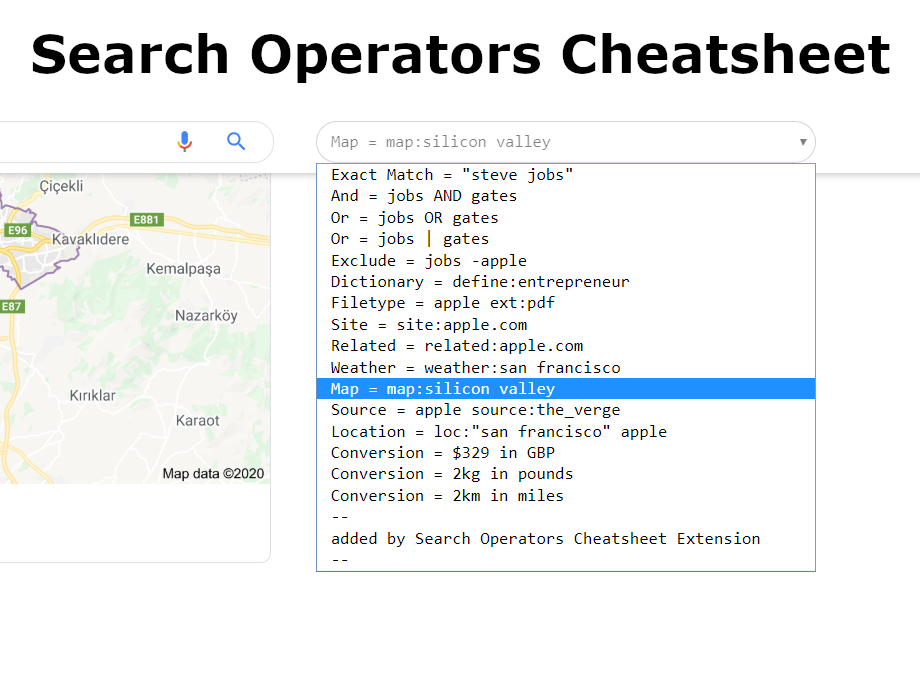 Search Operators Cheatsheet
Map = map:silicon valley
Çiçekli
E881
E96
Kavaklıdere
Kemalpaşa
E87
Nazarköy
Kırıklar
Karaot
Map data ©2020
Exact Match = "steve jobs"
And = jobs AND gates
Or = jobs OR gates
Or = jobs | gates
Exclude = jobs -apple
Dictionary = define:entrepreneur
Filetype = apple ext:pdf
Site = site:apple.com
Related = related:apple.com
Weather = weather:san francisco
Map = map:silicon valley
Source = apple source:the_verge
Location = loc:"san francisco" apple
Conversion = $329 in GBP
Conversion = 2kg in pounds
Conversion = 2km in miles
--
added by Search Operators Cheatsheet Extension
--